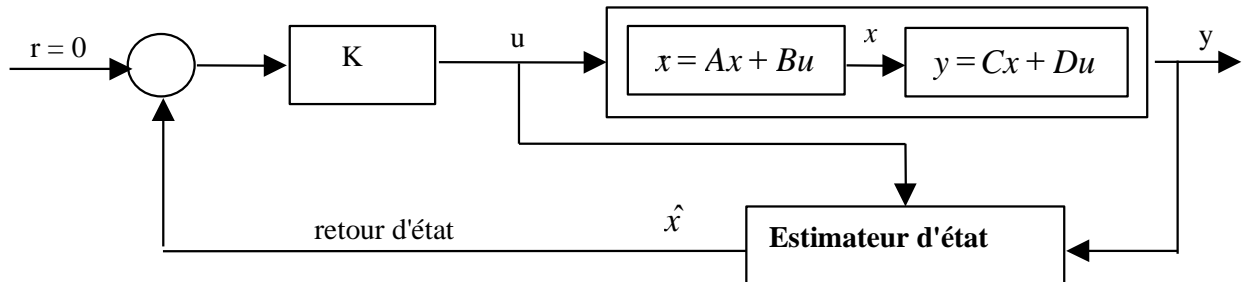 r = 0
K
u
ẋ = Ax + Bu
x
y = Cx + Du
y
retour d'état
x̂
Estimateur d'état